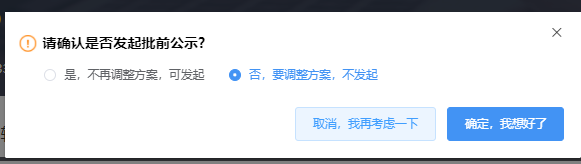 请确认是否发起批前公示?
是，不再调整方案，可发起 否，要调整方案，不发起
取消，我再考虑一下 确定，我想好了